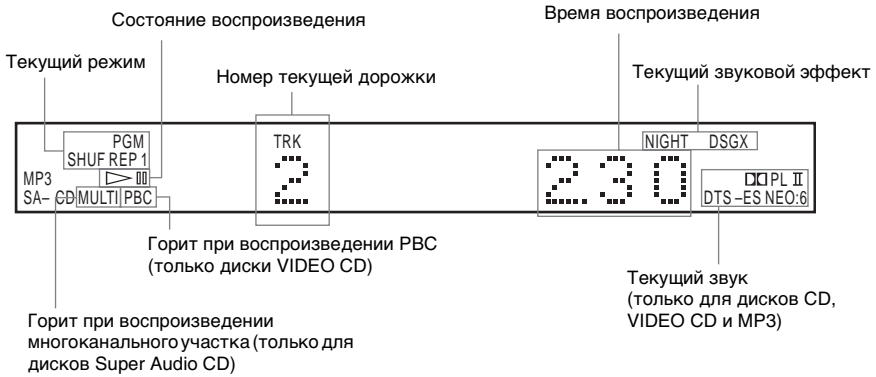 Время воспроизведения
Состояние воспроизведения
Текущий режим
Номер текущей дорожки
Текущий звуковой эффект
PGM
SHUF REP 1
MP3
SA– CD MULTI PBC
TRK
2
2.30
NIGHT DSGX
PL II
DTS –ES NEO:6
Горит при воспроизведении PBC
(только диски VIDEO CD)
Текущий звук
(только для дисков CD,
VIDEO CD и MP3)
Горит при воспроизведении
многоканального участка (только для
дисков Super Audio CD)